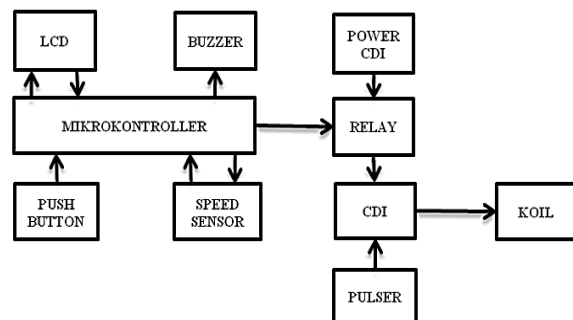 LCD
BUZZER
POWER
CDI
MIKROKONTROLLER
RELAY
PUSH
BUTTON
SPEED
SENSOR
CDI
KOIL
PULSER